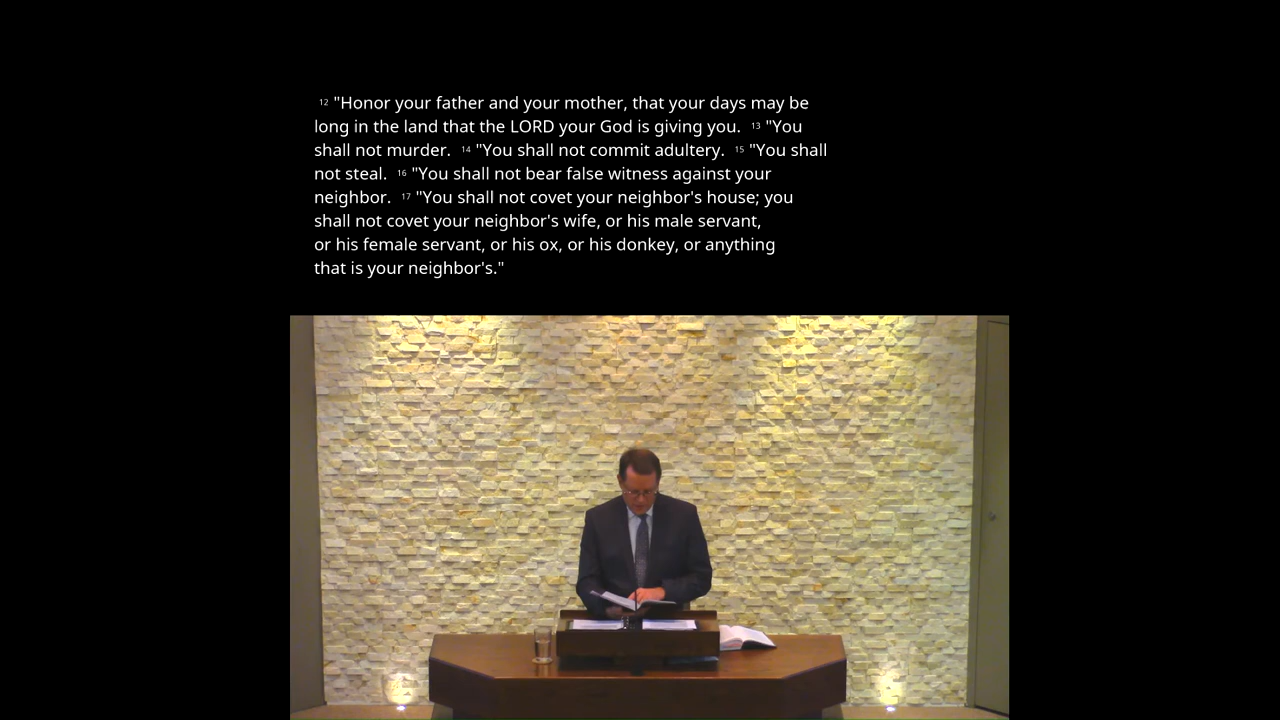 12 "Honor your father and your mother, that your days may be
long in the land that the LORD your God is giving you. 13 "You
shall not murder. 14 "You shall not commit adultery. 15 "You shall
not steal. 16 "You shall not bear false witness against your
neighbor. 17 "You shall not covet your neighbor's house; you
shall not covet your neighbor's wife, or his male servant,
or his female servant, or his ox, or his donkey, or anything
that is your neighbor's."